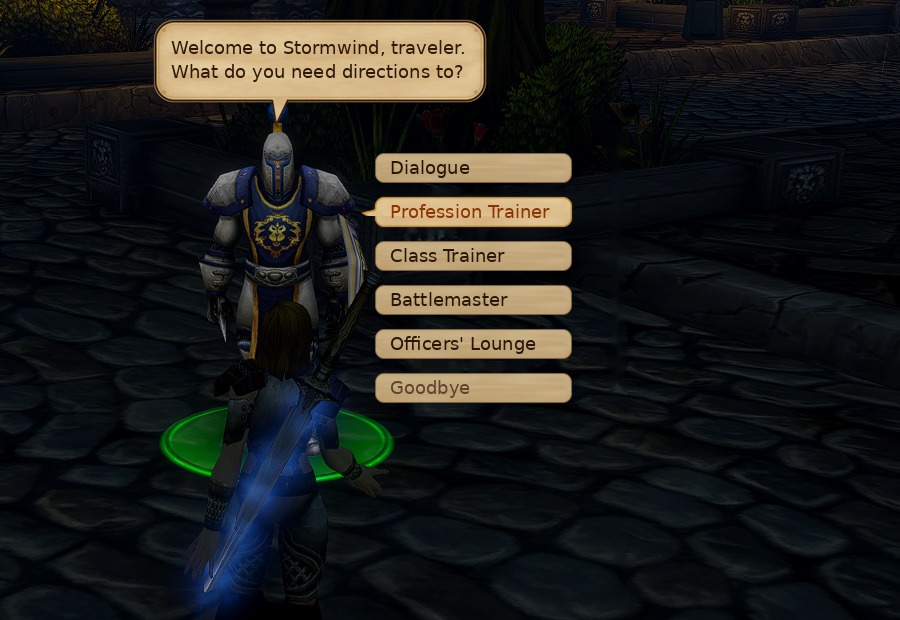 Welcome to Stormwind, traveler.
What do you need directions to?
Dialogue
Profession Trainer
Class Trainer
Battlemaster
Officers' Lounge
Goodbye